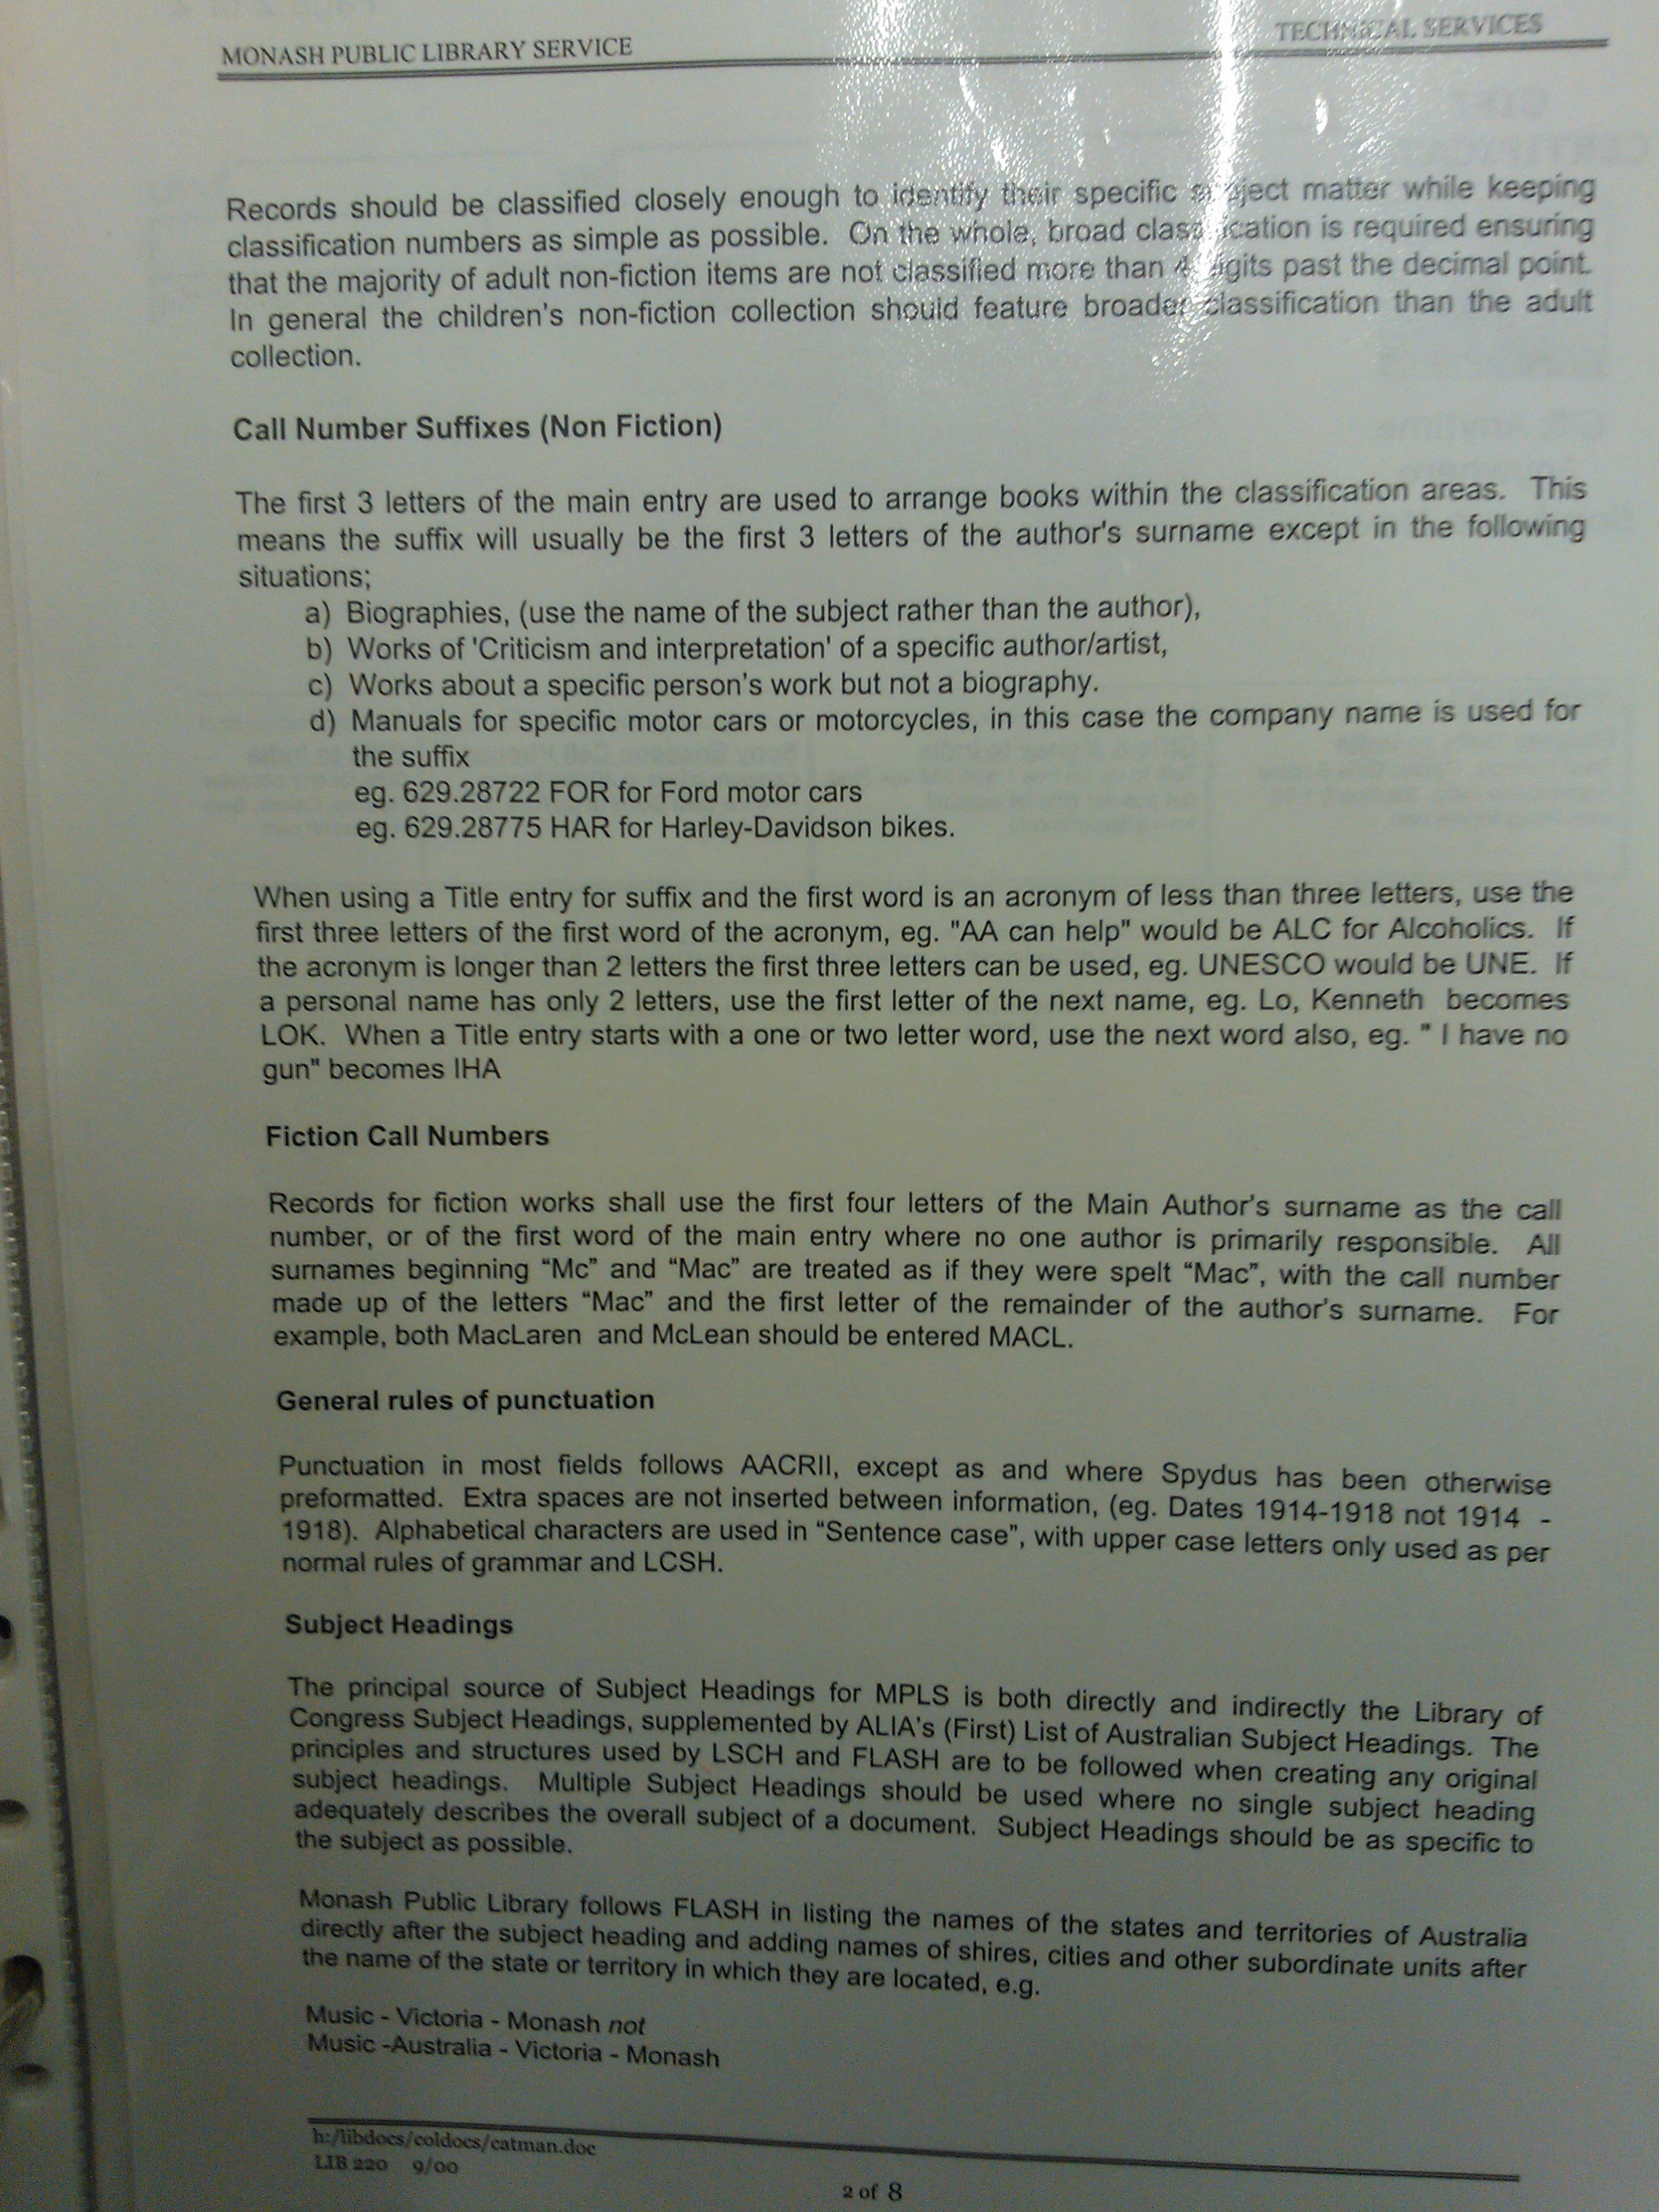 MONASH PUBLIC LIBRARY SERVICE
TECHNICAL SERVICES
Records should be classified closely enough to identify their specific subject matter while keeping
classification numbers as simple as possible. On the whole, broad classification is required ensuring
that the majority of adult non-fiction items are not classified more than 4 digits past the decimal point.
In general the children's non-fiction collection should feature broader classification than the adult
collection.
Call Number Suffixes (Non Fiction)
The first 3 letters of the main entry are used to arrange books within the classification areas. This
means the suffix will usually be the first 3 letters of the author's surname except in the following
situations;
a) Biographies, (use the name of the subject rather than the author),
b) Works of 'Criticism and interpretation' of a specific author/artist,
c) Works about a specific person's work but not a biography.
d) Manuals for specific motor cars or motorcycles, in this case the company name is used for
the suffix
eg. 629.28722 FOR for Ford motor cars
eg. 629.28775 HAR for Harley-Davidson bikes.
When using a Title entry for suffix and the first word is an acronym of less than three letters, use the
first three letters of the first word of the acronym, eg. "AA can help" would be ALC for Alcoholics. If
the acronym is longer than 2 letters the first three letters can be used, eg. UNESCO would be UNE. If
a personal name has only 2 letters, use the first letter of the next name, eg. Lo, Kenneth becomes
LOK. When a Title entry starts with a one or two letter word, use the next word also, eg. " I have no
gun" becomes IHA
Fiction Call Numbers
Records for fiction works shall use the first four letters of the Main Author's surname as the call
number, or of the first word of the main entry where no one author is primarily responsible. All
surnames beginning “Mc” and “Mac” are treated as if they were spelt “Mac”, with the call number
made up of the letters “Mac” and the first letter of the remainder of the author's surname. For
example, both MacLaren and McLean should be entered MACL.
General rules of punctuation
Punctuation in most fields follows AACRII, except as and where Spydus has been otherwise
preformatted. Extra spaces are not inserted between information, (eg. Dates 1914-1918 not 1914 -
1918). Alphabetical characters are used in “Sentence case”, with upper case letters only used as per
normal rules of grammar and LCSH.
Subject Headings
The principal source of Subject Headings for MPLS is both directly and indirectly the Library of
Congress Subject Headings, supplemented by ALIA's (First) List of Australian Subject Headings. The
principles and structures used by LSCH and FLASH are to be followed when creating any original
subject headings. Multiple Subject Headings should be used where no single subject heading
adequately describes the overall subject of a document. Subject Headings should be as specific to
the subject as possible.
Monash Public Library follows FLASH in listing the names of the states and territories of Australia
directly after the subject heading and adding names of shires, cities and other subordinate units after
the name of the state or territory in which they are located, e.g.
Music - Victoria - Monash not
Music -Australia - Victoria - Monash
h:/libdocs/coldocs/catman.doc
LIB 220 9/00
2 of 8